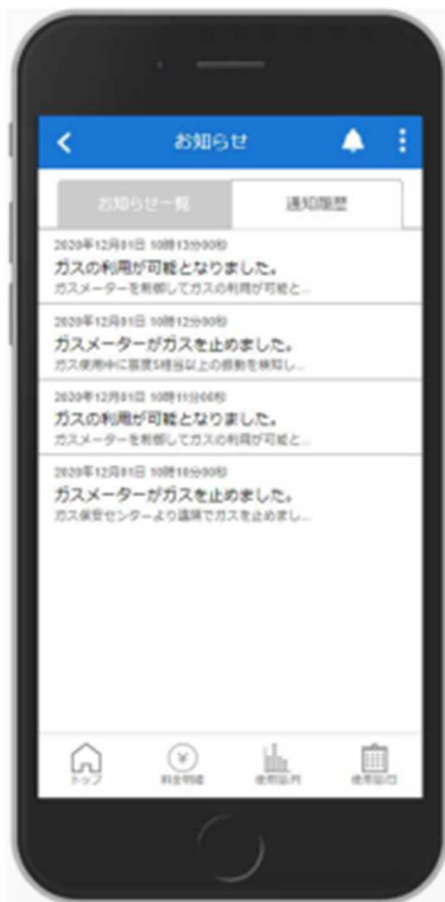 お知らせ
お知らせ一覧
通知履歴
2020年12月01日 10時13分00秒
ガスの利用が可能となりました。
ガスメーターを制御してガスの利用が可能と...
2020年12月01日 10時12分00秒
ガスメーターがガスを止めました。
ガス使用中に震度5相当以上の振動を検知し...
2020年12月01日 10時11分00秒
ガスの利用が可能となりました。
ガスメーターを制御してガスの利用が可能と...
2020年12月01日 10時10分00秒
ガスメーターがガスを止めました。
ガス保安センターより遠隔でガスを止めまし...
トップ
料金明細
使用量/月
使用量/日